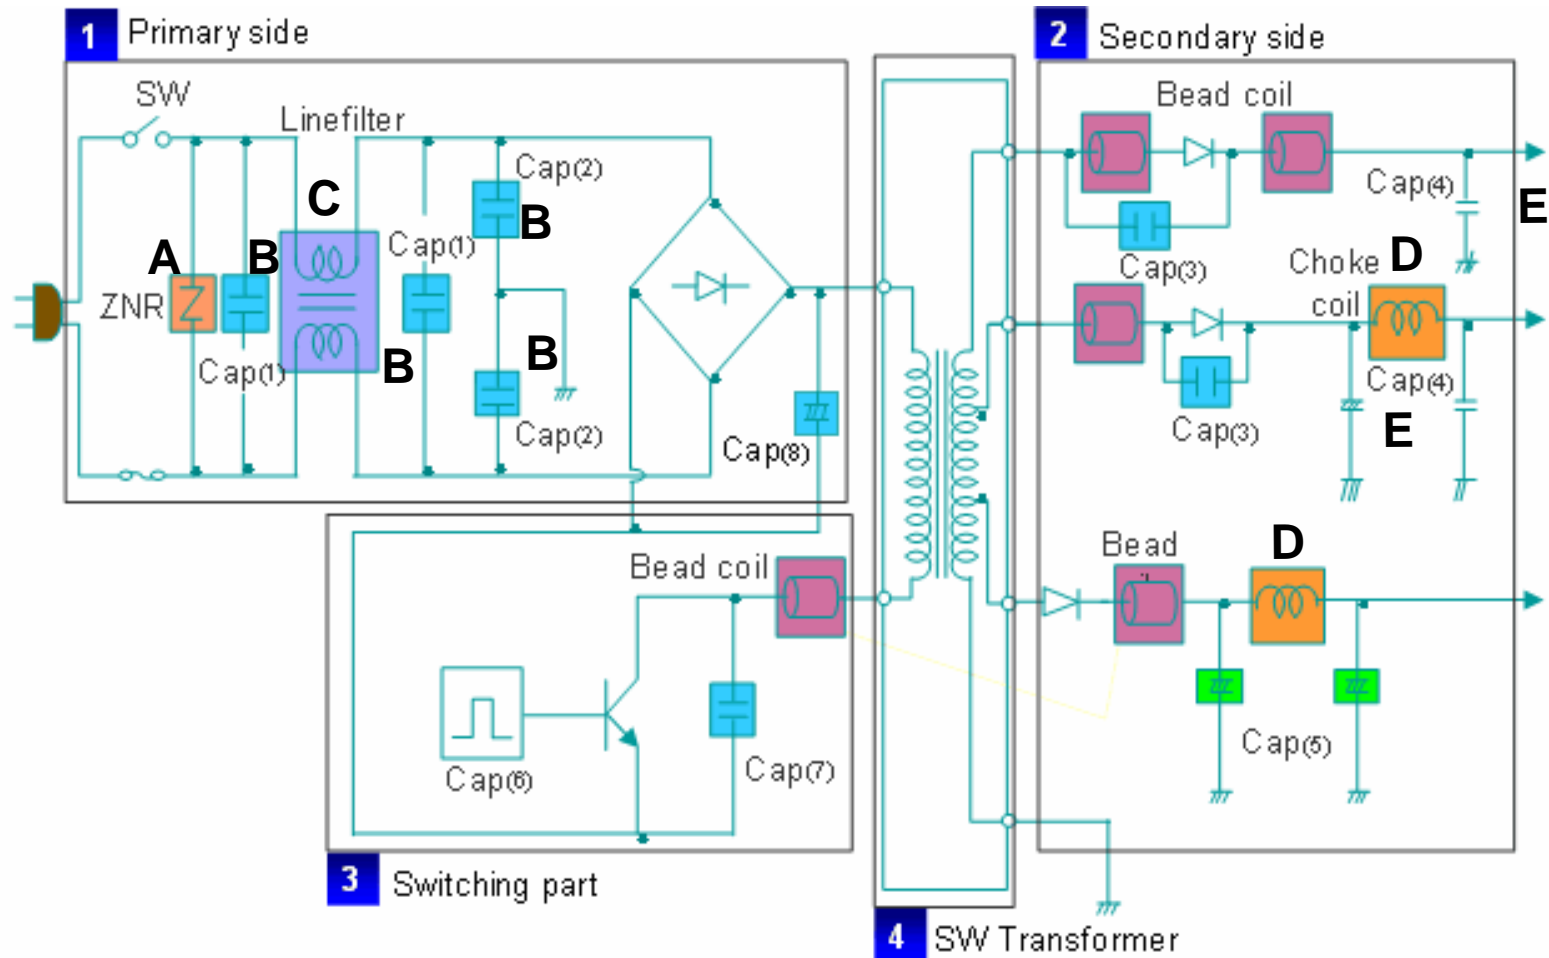 1 Primary side
SW
Linefilter
C
Cap(2)
B
A
B
Cap(1)
ZNR
Cap(1)
B
B
Cap(2)
Cap(8)
2 Secondary side
Bead coil
Cap(4)
E
Cap(3)
Choke D
coil
Cap(4)
E
Cap(3)
Bead
D
Cap(5)
Bead coil
Cap(6)
Cap(7)
3 Switching part
4 SW Transformer